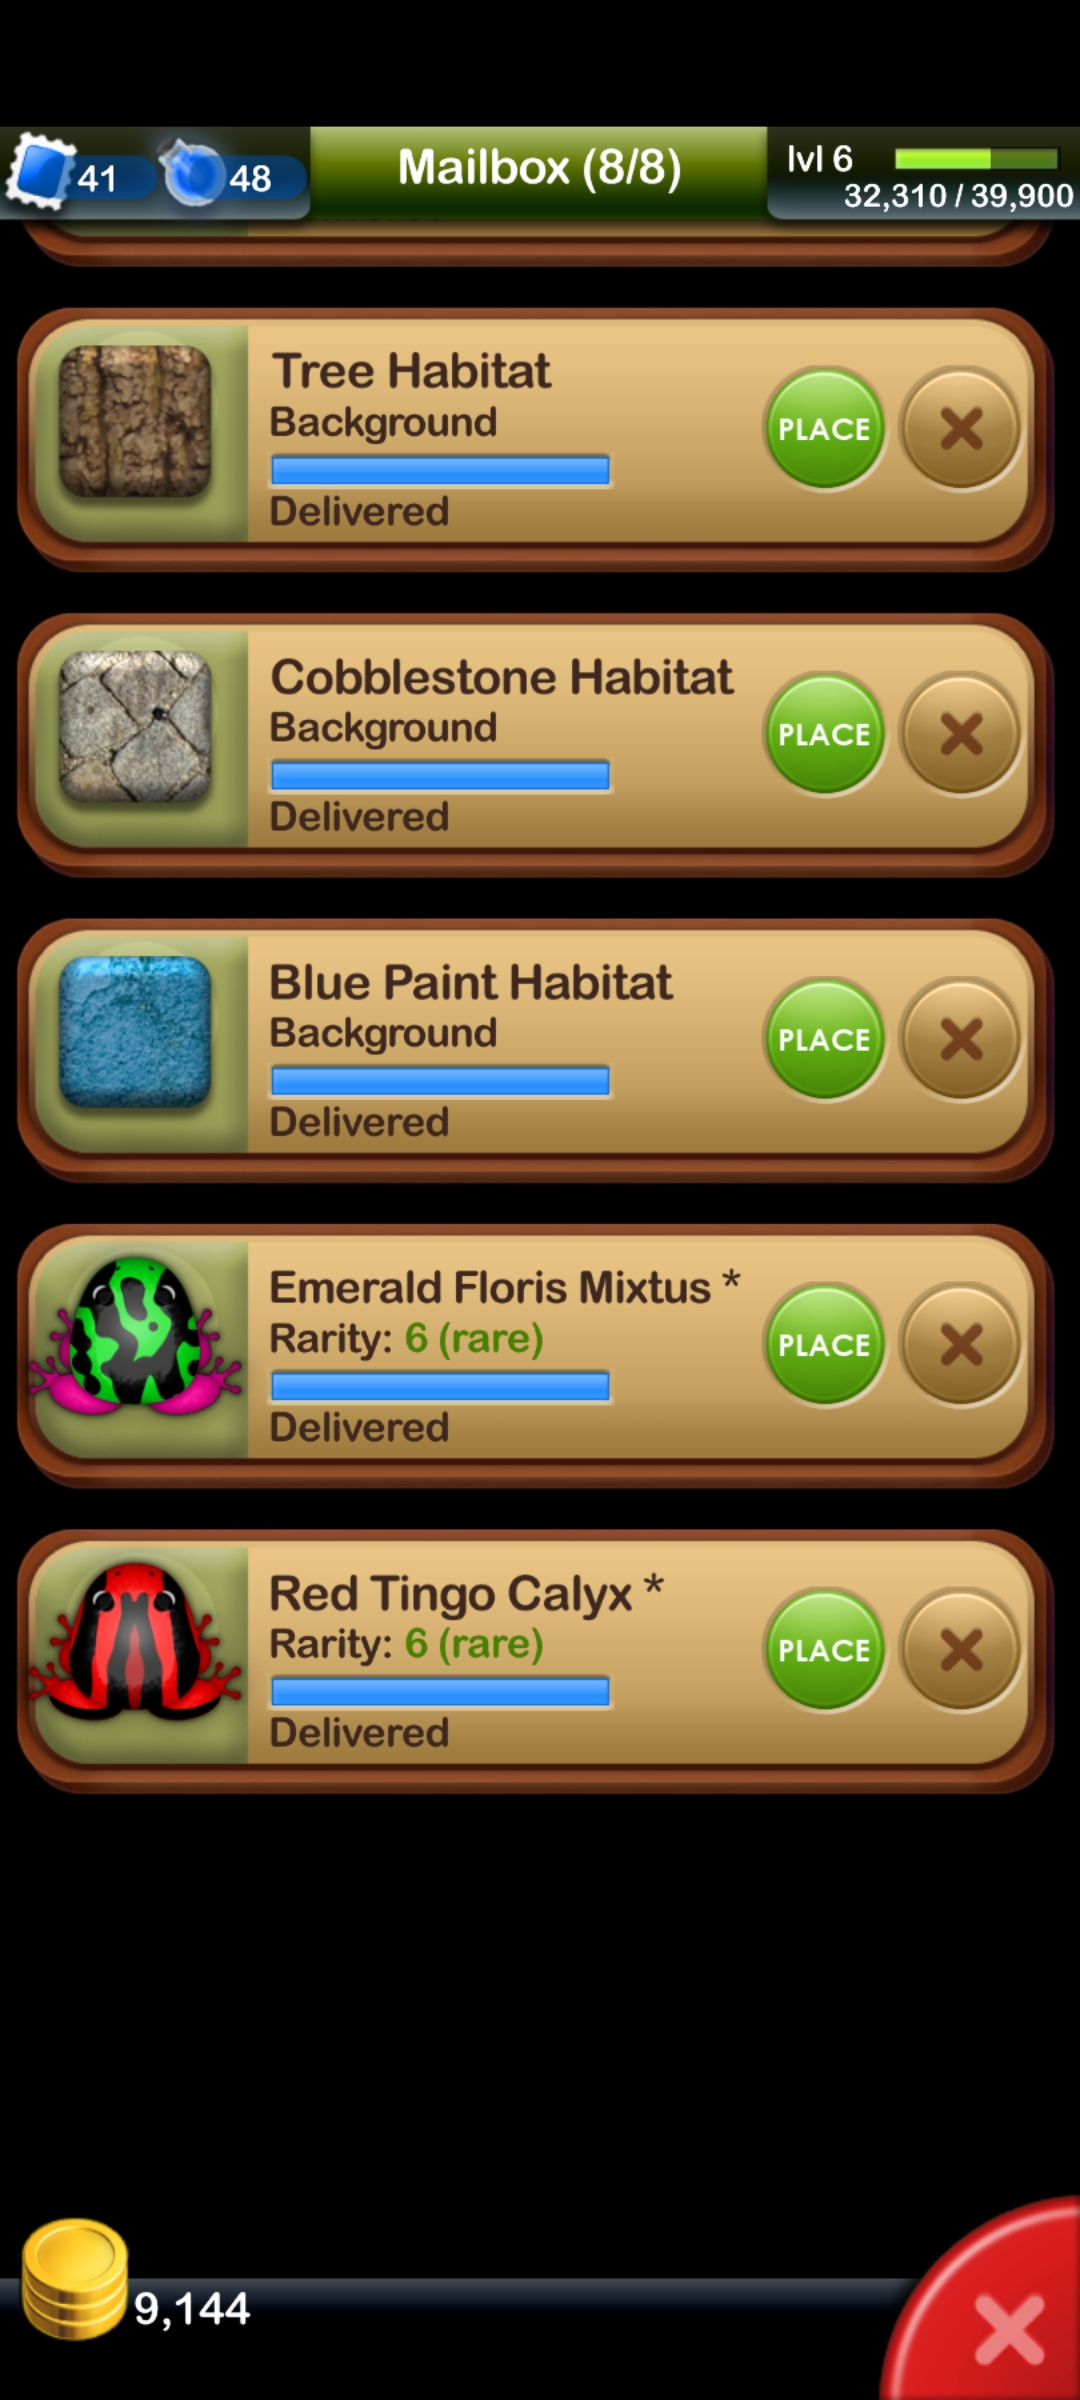 41
48
Mailbox (8/8)
lvl 6
32,310 / 39,900
Tree Habitat
Background
Delivered
PLACE
Cobblestone Habitat
Background
Delivered
PLACE
Blue Paint Habitat
Background
Delivered
PLACE
Emerald Floris Mixtus *
Rarity: 6 (rare)
Delivered
PLACE
Red Tingo Calyx *
Rarity: 6 (rare)
Delivered
PLACE
9,144